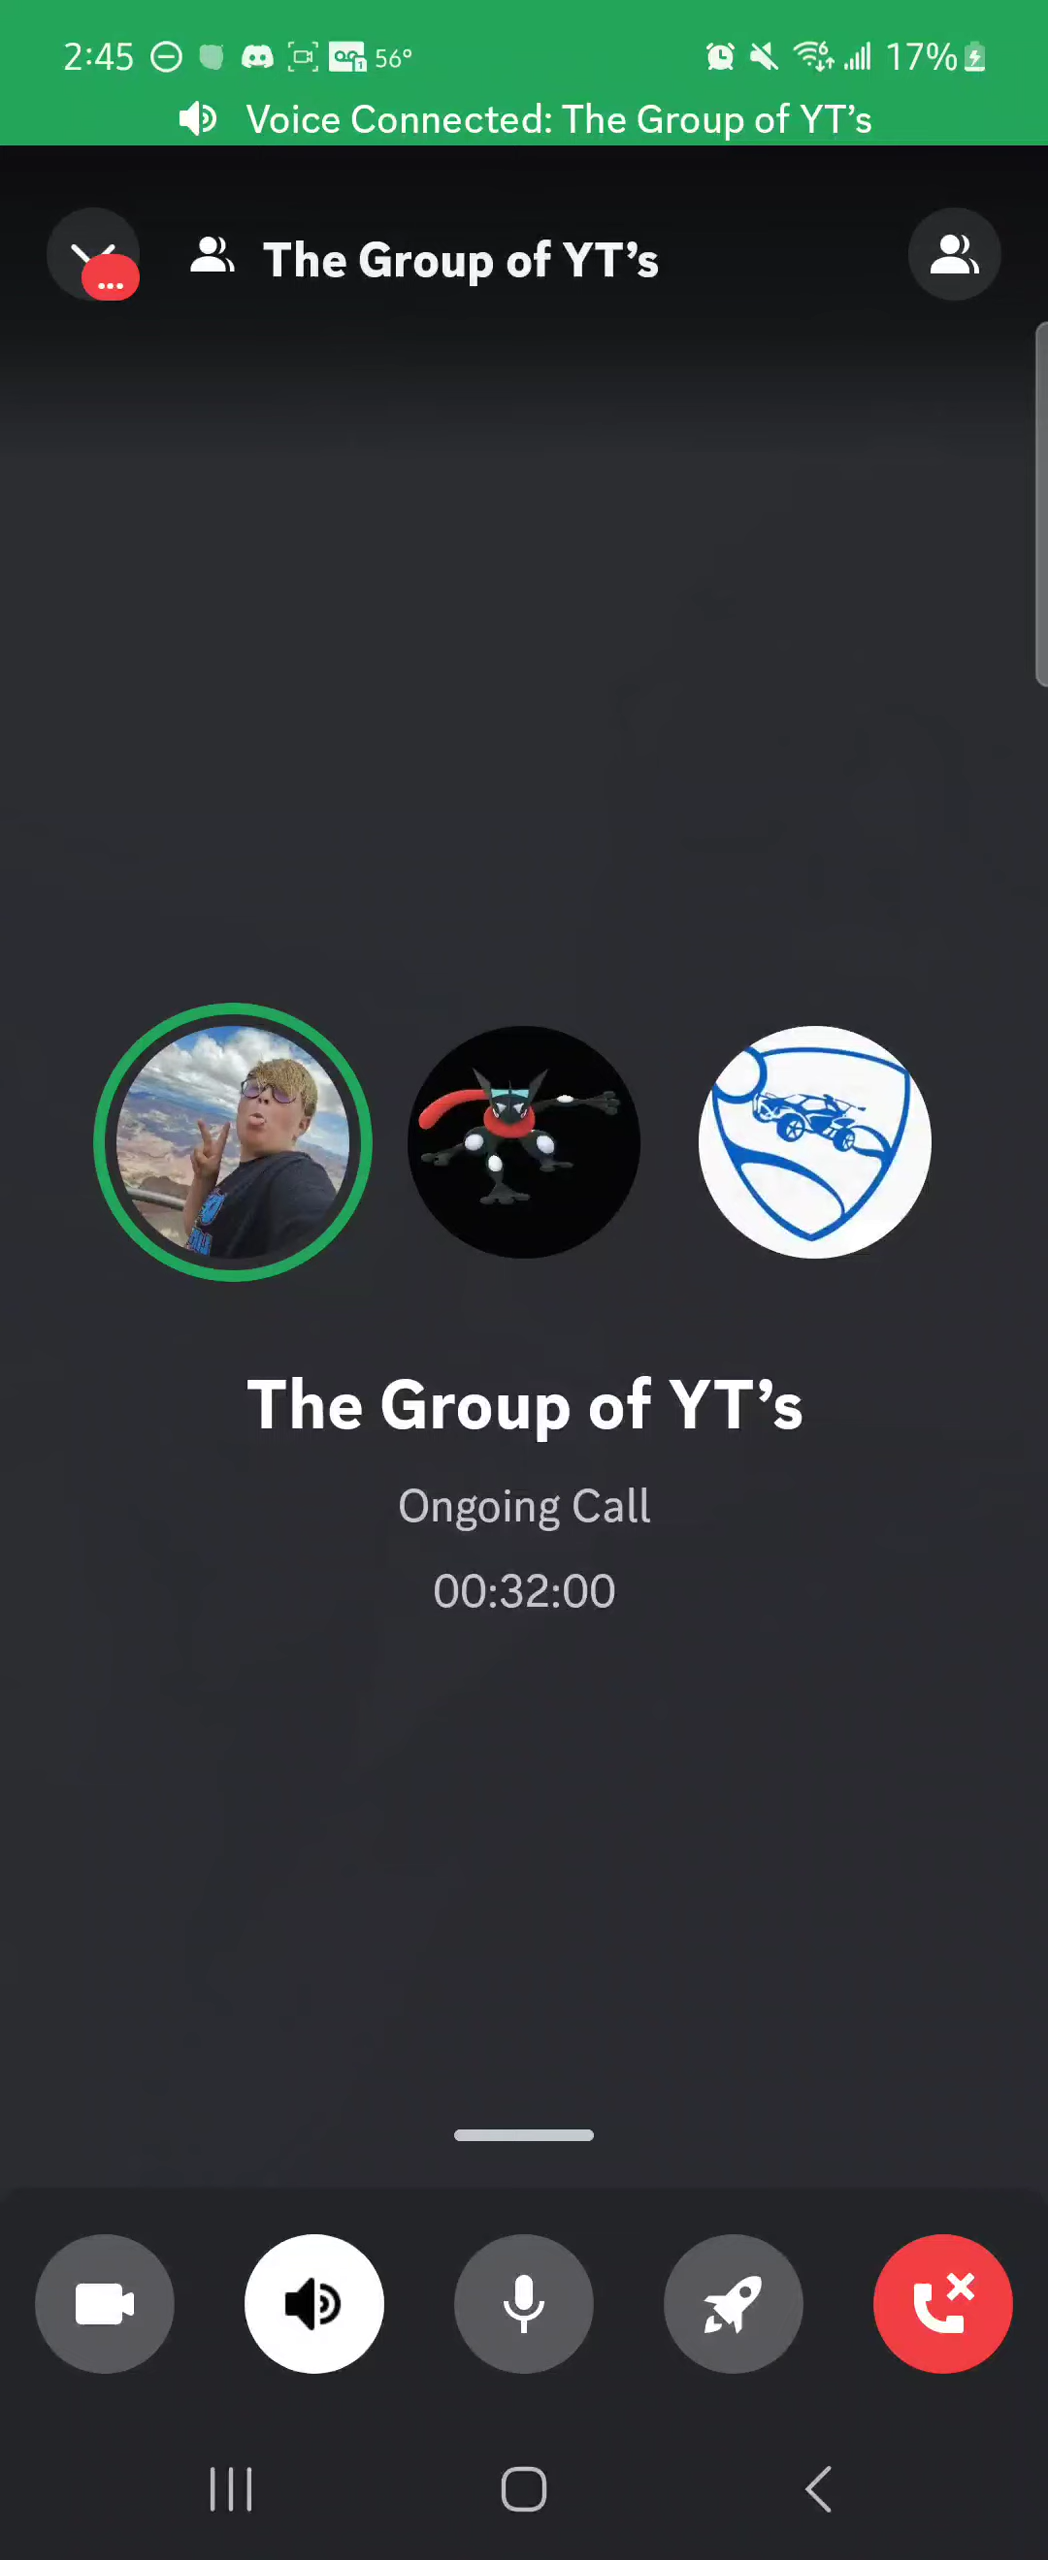 2:45 56° 17%
Voice Connected: The Group of YT’s
The Group of YT’s
The Group of YT’s
Ongoing Call
00:32:00